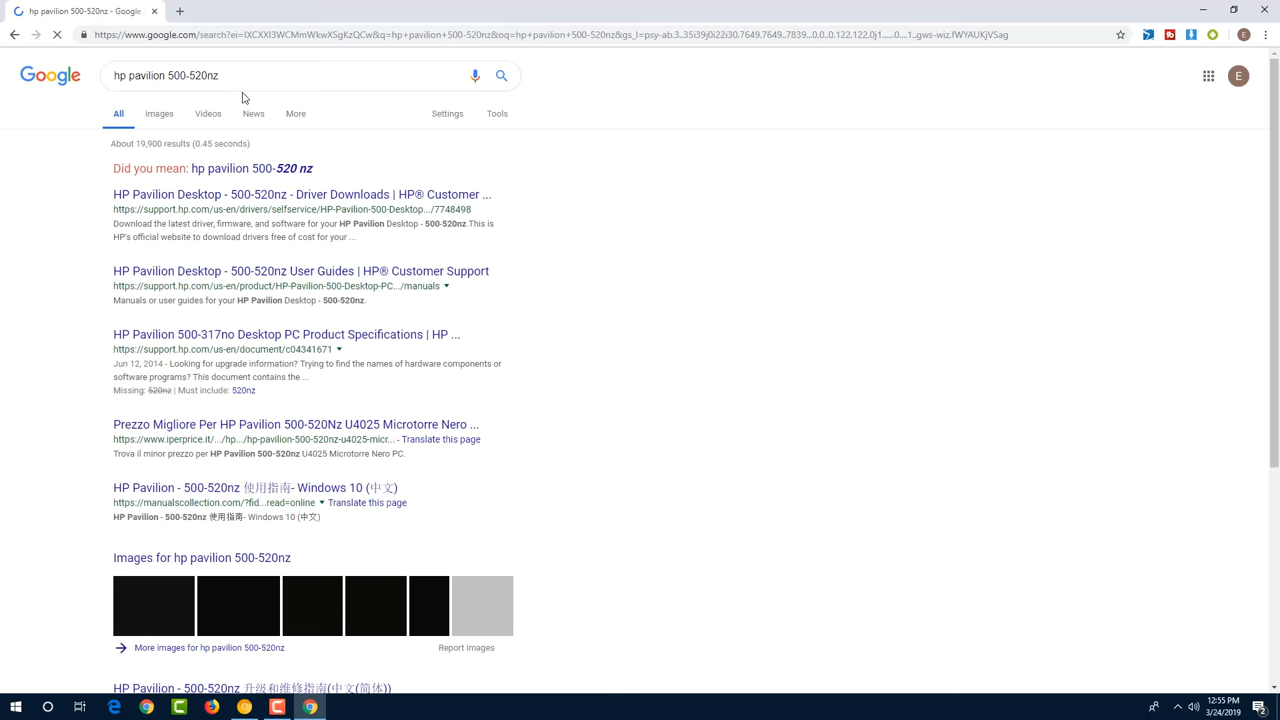 hp pavilion 500-520nz - Google
https://www.google.com/search?ei=IXCXXI3WCMmWkwXSgKzQCw&q=hp+pavilion+500-520nz&oq=hp+pavilion+500-520nz&gs_l=psy-ab.3..35i39j0i22i30.7649.7649..7839...0.0..0.122.122.0j1......0....1..gws-wiz.fWYAUKjVSag
E
Google
hp pavilion 500-520nz
E
All Images Videos News More Settings Tools
About 19,900 results (0.45 seconds)
Did you mean: hp pavilion 500-520 nz
HP Pavilion Desktop - 500-520nz - Driver Downloads | HP® Customer ...
https://support.hp.com/us-en/drivers/selfservice/HP-Pavilion-500-Desktop.../7748498
Download the latest driver, firmware, and software for your HP Pavilion Desktop - 500-520nz.This is
HP's official website to download drivers free of cost for your ...
HP Pavilion Desktop - 500-520nz User Guides | HP® Customer Support
https://support.hp.com/us-en/product/HP-Pavilion-500-Desktop-PC.../manuals
Manuals or user guides for your HP Pavilion Desktop - 500-520nz.
HP Pavilion 500-317no Desktop PC Product Specifications | HP ...
https://support.hp.com/us-en/document/c04341671
Jun 12, 2014 - Looking for upgrade information? Trying to find the names of hardware components or
software programs? This document contains the ...
Missing: 520nz | Must include: 520nz
Prezzo Migliore Per HP Pavilion 500-520Nz U4025 Microtorre Nero ...
https://www.iperprice.it/.../hp.../hp-pavilion-500-520nz-u4025-micr... - Translate this page
Trova il minor prezzo per HP Pavilion 500-520nz U4025 Microtorre Nero PC.
HP Pavilion - 500-520nz 使用指南- Windows 10 (中文)
https://manualscollection.com/?fid...read=online Translate this page
HP Pavilion - 500-520nz 使用指南- Windows 10 (中文)
Images for hp pavilion 500-520nz
More images for hp pavilion 500-520nz Report images
HP Pavilion - 500-520nz 升级和维修指南(中文(简体))
12:55 PM
3/24/2019
2